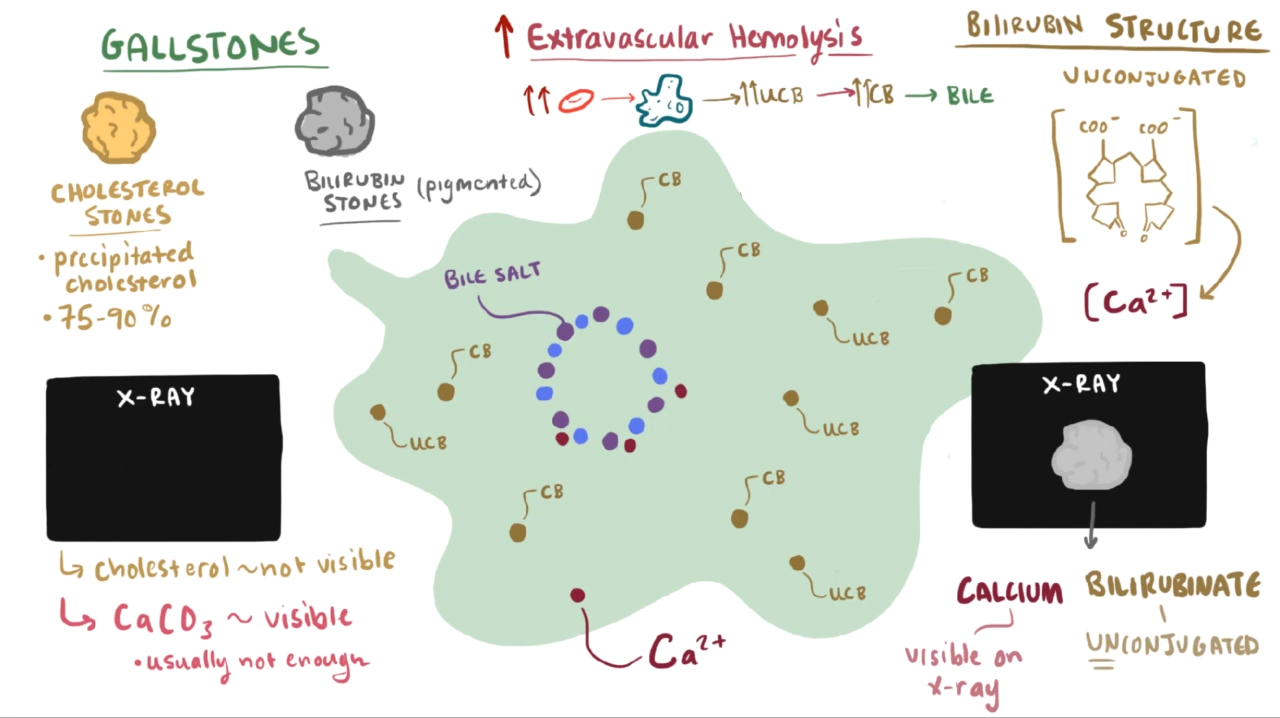 GALLSTONES
CHOLESTEROL
STONES
• precipitated
cholesterol
• 75-90%
BILIRUBIN (pigmented)
STONES
X-RAY
↳ cholesterol ~ not visible
↳ CaCO3 ~ visible
• usually not enough
↑ Extravascular Hemolysis
↑↑ → → ↑↑UCB → ↑↑CB → BILE
BILE SALT
CB
CB
CB
UCB
CB
UCB
UCB
CB
CB
UCB
Ca²⁺
BILIRUBIN STRUCTURE
UNCONJUGATED
COO⁻ COO⁻
[Ca²⁺]
X-RAY
CALCIUM BILIRUBINATE
UNCONJUGATED
visible on
x-ray